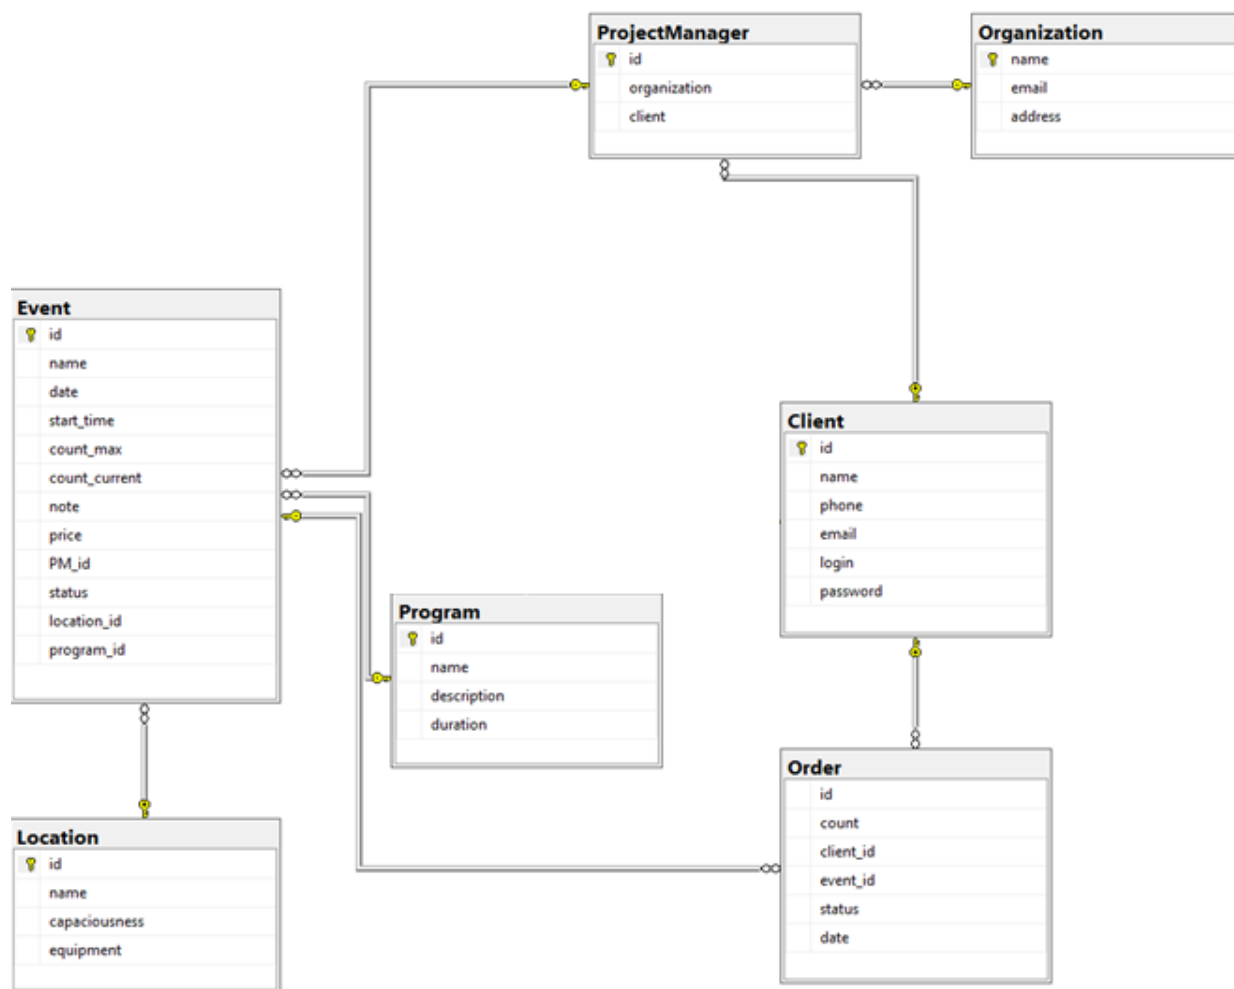 ProjectManager
id
organization
client
Organization
name
email
address
Event
id
name
date
start_time
count_max
count_current
note
price
PM_id
status
location_id
program_id
Client
id
name
phone
email
login
password
Program
id
name
description
duration
Order
id
count
client_id
event_id
status
date
Location
id
name
capaciousness
equipment